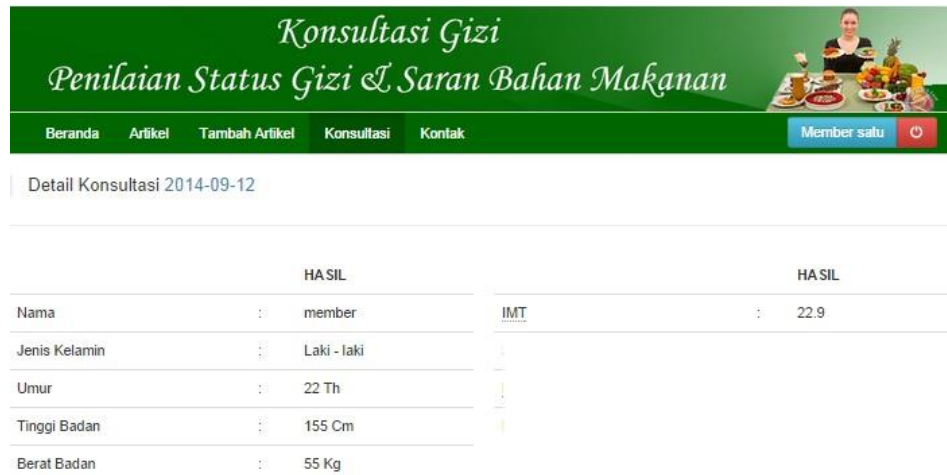 Konsultasi Gizi
Penilaian Status Gizi & Saran Bahan Makanan
Beranda Artikel Tambah Artikel Konsultasi Kontak Member satu
Detail Konsultasi 2014-09-12
HASIL HASIL
Nama : member IMT : 22.9
Jenis Kelamin : Laki - laki
Umur : 22 Th
Tinggi Badan : 155 Cm
Berat Badan : 55 Kg